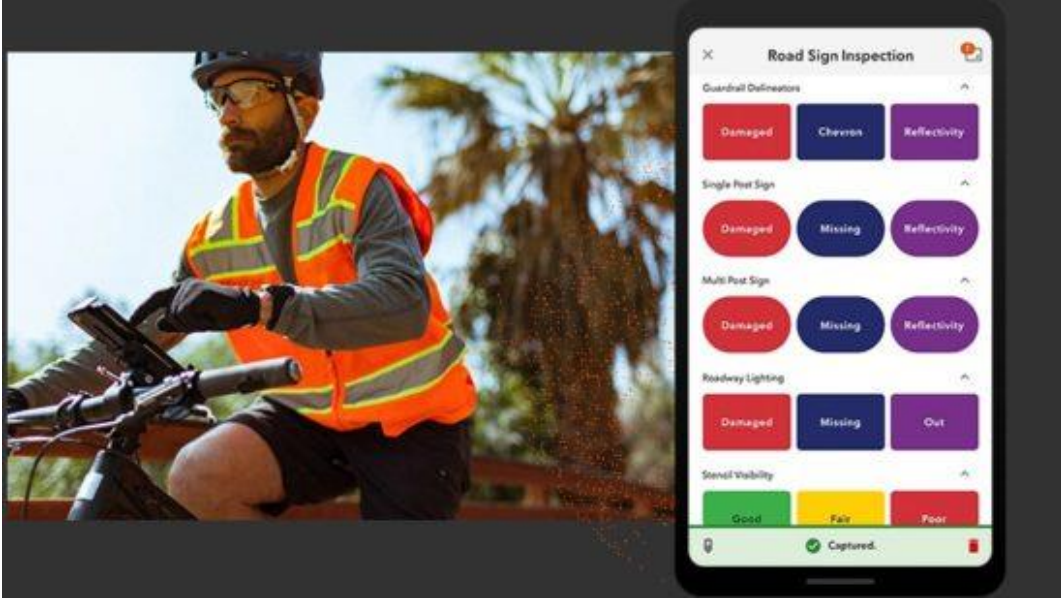 Road Sign Inspection
Guardrail Delineators
Damaged Chevron Reflectivity
Single Post Sign
Damaged Missing Reflectivity
Multi Post Sign
Damaged Missing Reflectivity
Roadway Lighting
Damaged Missing Out
Stencil Visibility
Good Fair Poor
Captured.